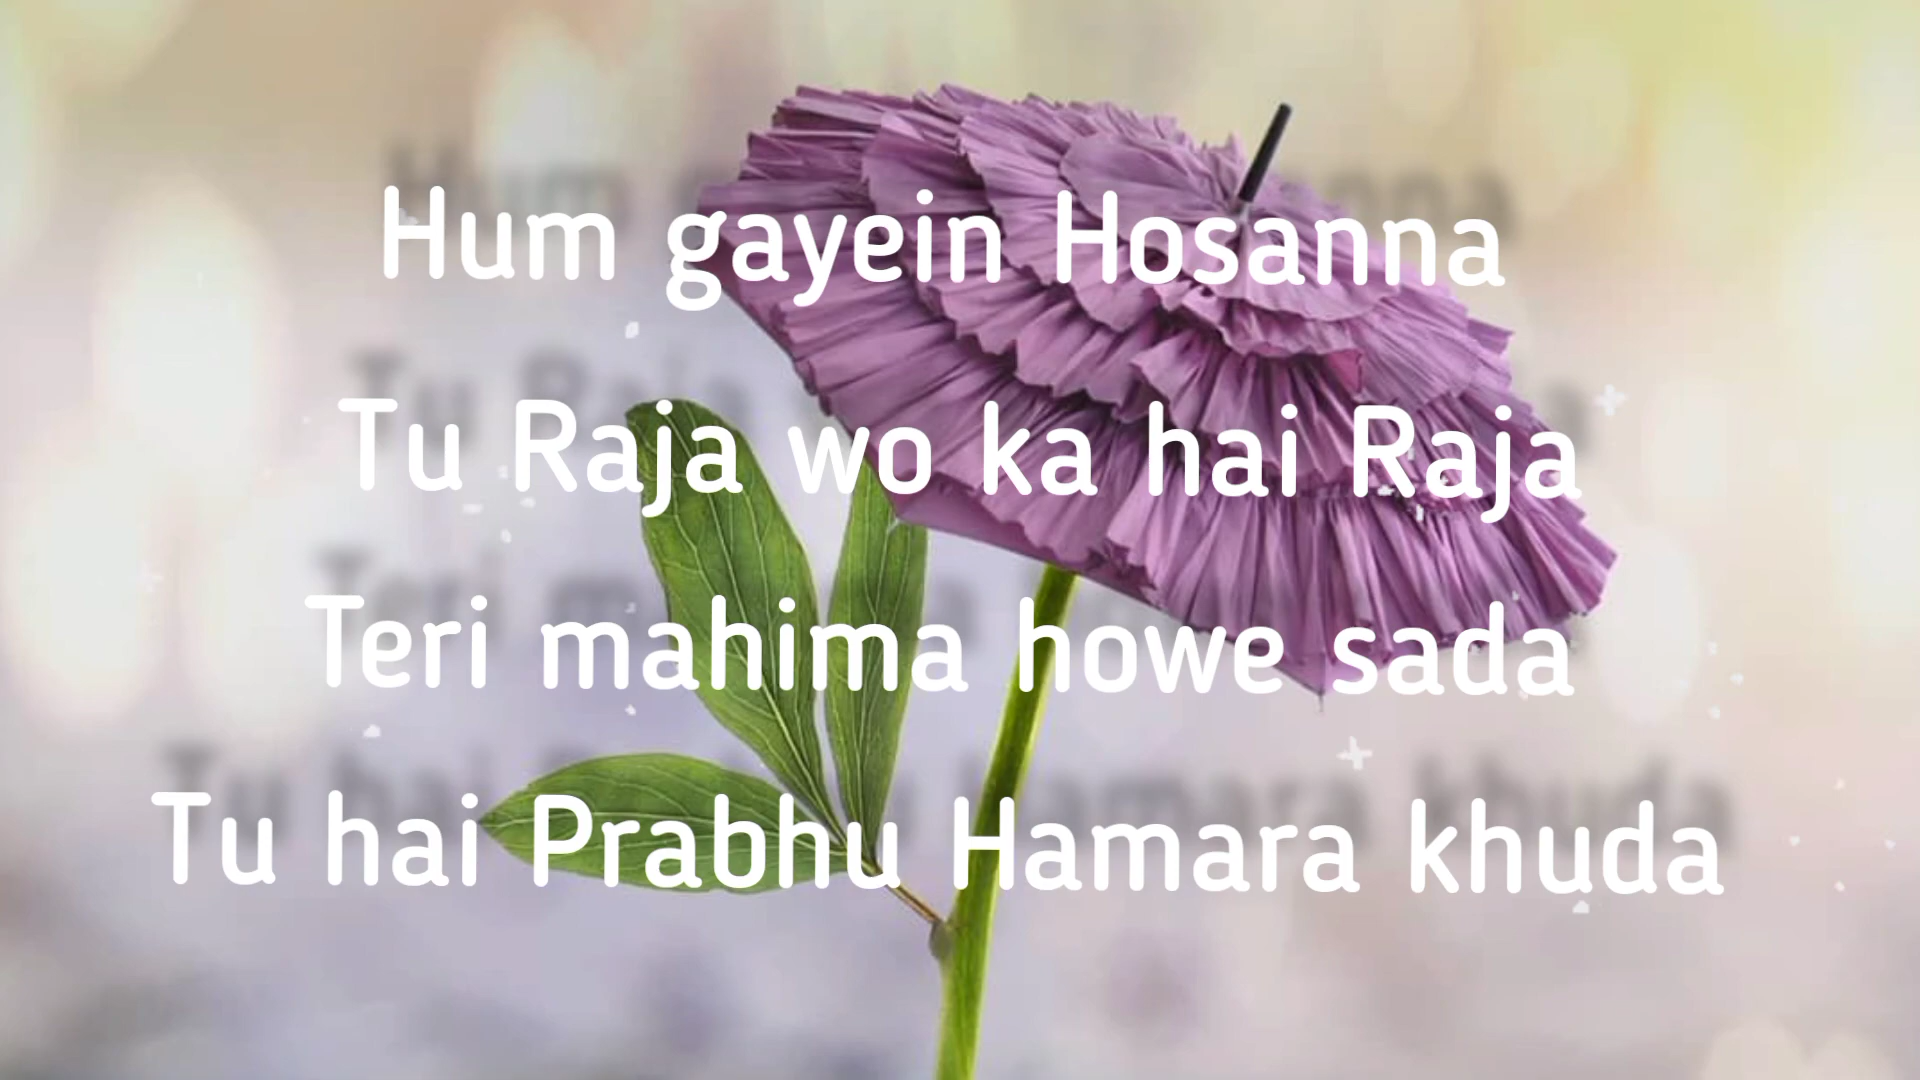 Hum gayein Hosanna
Tu Raja wo ka hai Raja
Teri mahima howe sada
Tu hai Prabhu Hamara khuda